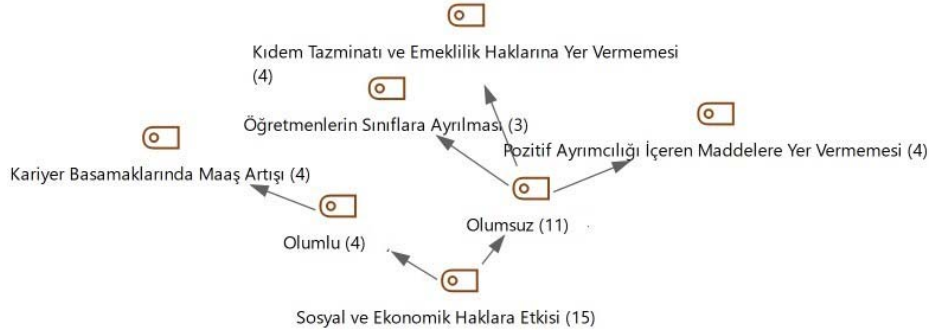 Kıdem Tazminatı ve Emeklilik Haklarına Yer Vermemesi
(4)
Öğretmenlerin Sınıflara Ayrılması (3)
Pozitif Ayrımcılığı İçeren Maddelere Yer Vermemesi (4)
Kariyer Basamaklarında Maaş Artışı (4)
Olumsuz (11)
Olumlu (4)
Sosyal ve Ekonomik Haklara Etkisi (15)